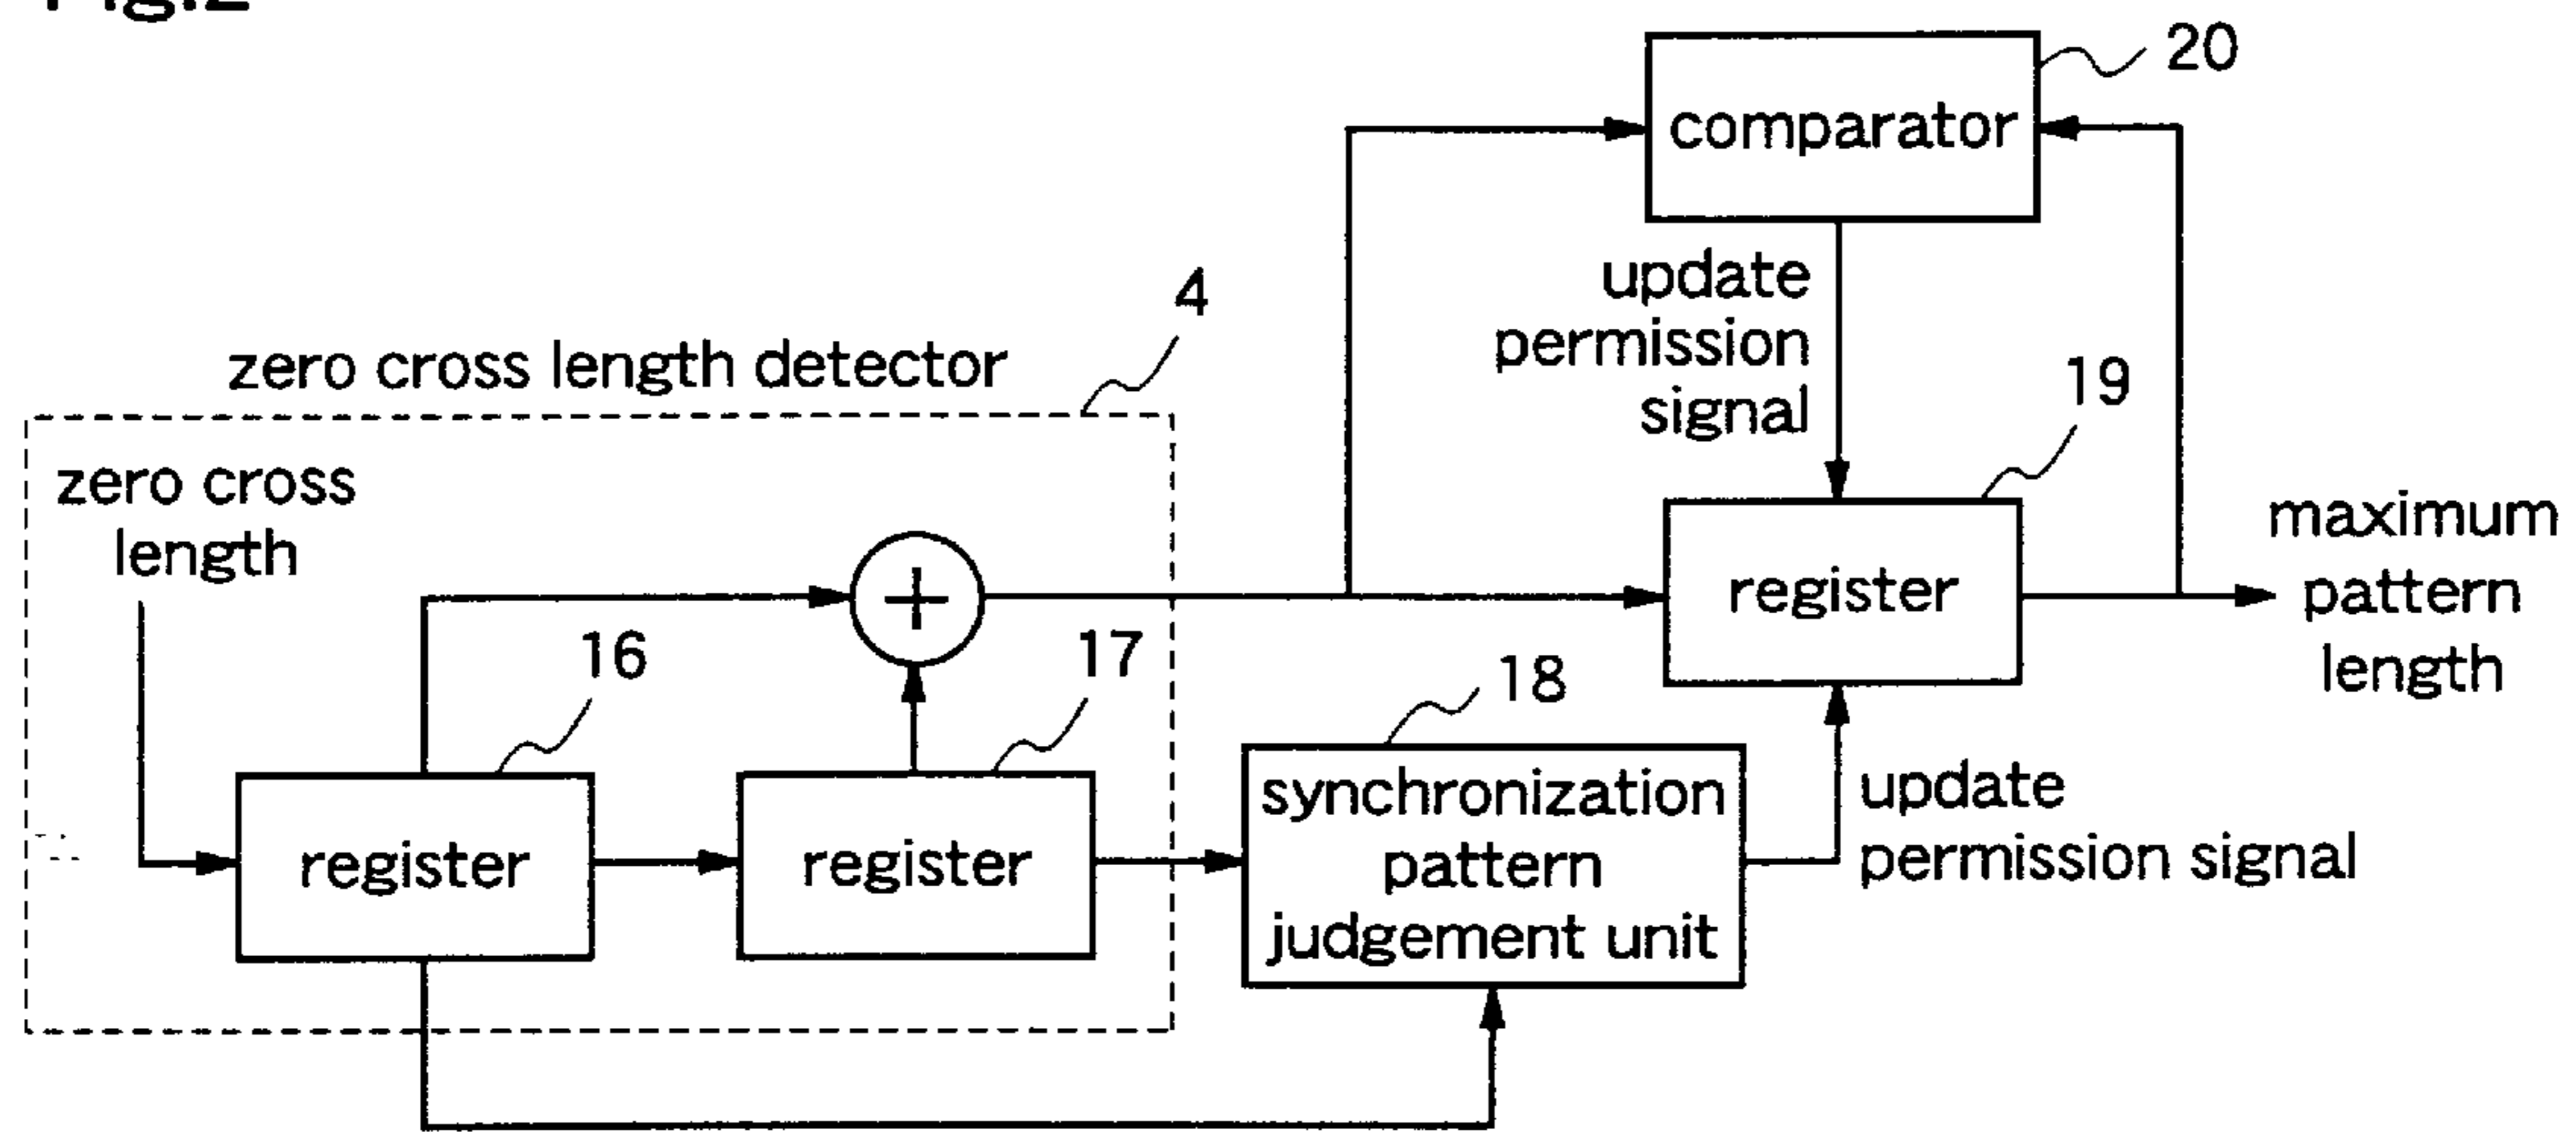 Fig.2
20
comparator
update
permission
signal
4
zero cross length detector
19
zero cross
length
maximum
pattern
length
+
register
16
17
18
synchronization
pattern
judgement unit
update
permission signal
register
register